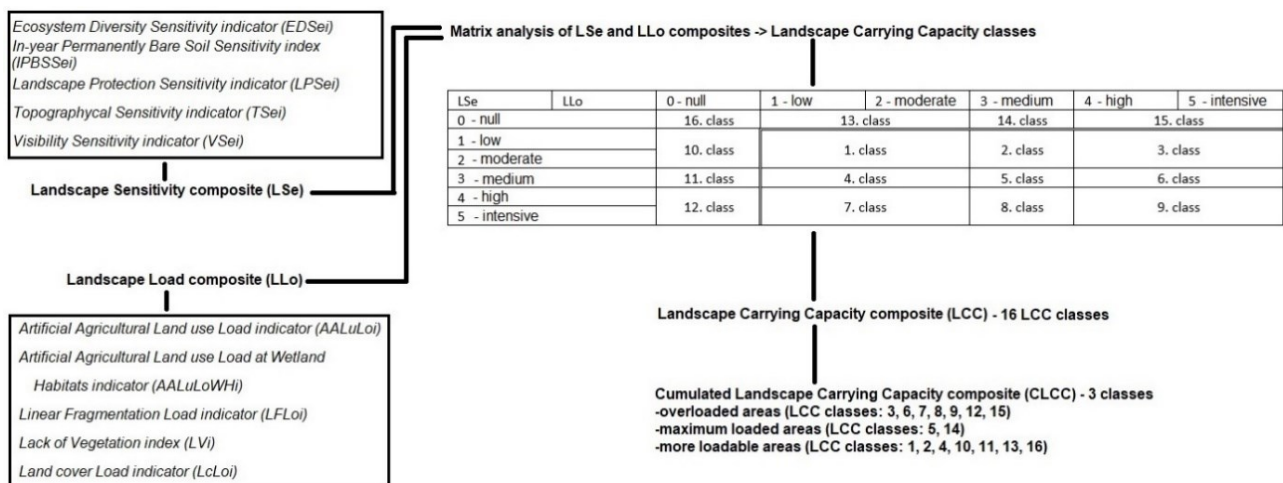 Ecosystem Diversity Sensitivity indicator (EDSei)
In-year Permanently Bare Soil Sensitivity index
(IPBSSei)
Landscape Protection Sensitivity indicator (LPSei)
Topographycal Sensitivity indicator (TSei)
Visibility Sensitivity indicator (VSei)
Landscape Sensitivity composite (LSe)
Landscape Load composite (LLo)
Artificial Agricultural Land use Load indicator (AALuLoi)
Artificial Agricultural Land use Load at Wetland
Habitats indicator (AALuLoWHi)
Linear Fragmentation Load indicator (LFLoi)
Lack of Vegetation index (LVi)
Land cover Load indicator (LcLoi)
Matrix analysis of LSe and LLo composites -> Landscape Carrying Capacity classes
LSe LLo 0 - null 1 - low 2 - moderate 3 - medium 4 - high 5 - intensive
0 - null 16. class 13. class 14. class 15. class
1 - low
2 - moderate 10. class 1. class 2. class 3. class
3 - medium 11. class 4. class 5. class 6. class
4 - high
5 - intensive 12. class 7. class 8. class 9. class
Landscape Carrying Capacity composite (LCC) - 16 LCC classes
Cumulated Landscape Carrying Capacity composite (CLCC) - 3 classes
-overloaded areas (LCC classes: 3, 6, 7, 8, 9, 12, 15)
-maximum loaded areas (LCC classes: 5, 14)
-more loadable areas (LCC classes: 1, 2, 4, 10, 11, 13, 16)